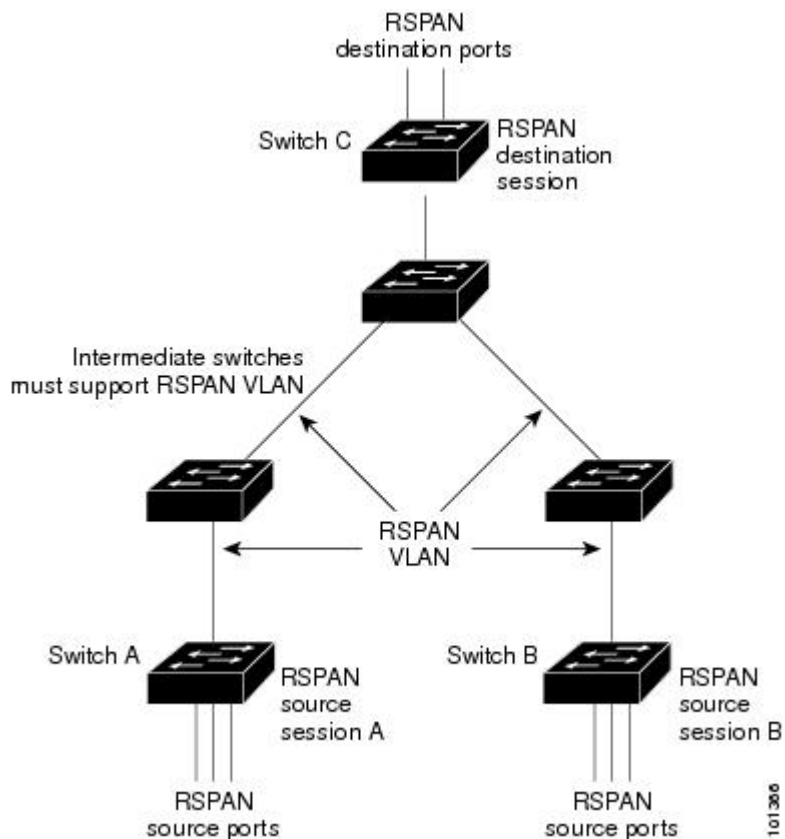 RSPAN
destination ports
Switch C
RSPAN
destination
session
Intermediate switches
must support RSPAN VLAN
RSPAN
VLAN
Switch A
RSPAN
source
session A
Switch B
RSPAN
source
session B
RSPAN
source ports
RSPAN
source ports
101366